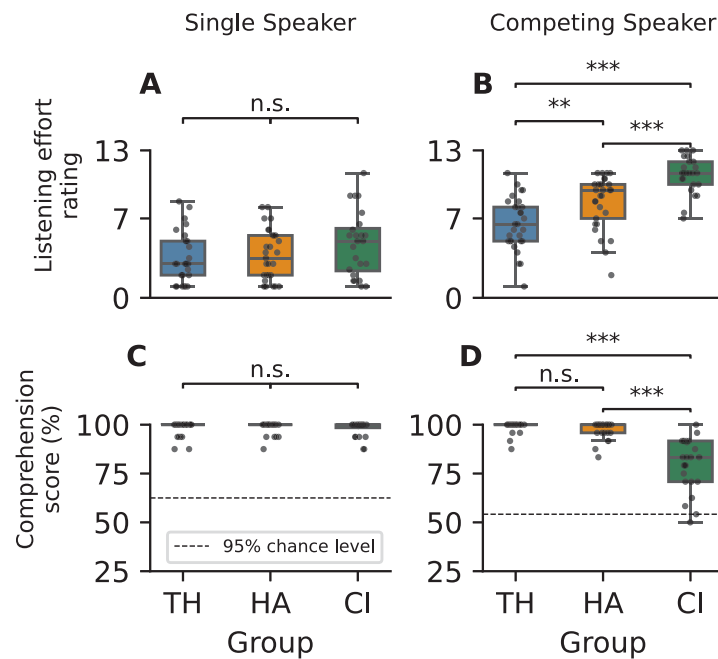 Single Speaker
Competing Speaker
A
B
***
n.s.
**
***
Listening effort
rating
13
7
0
13
7
0
C
D
***
n.s.
n.s.
***
Comprehension
score (%)
100
75
50
25
100
75
50
25
95% chance level
TH HA CI
TH HA CI
Group
Group